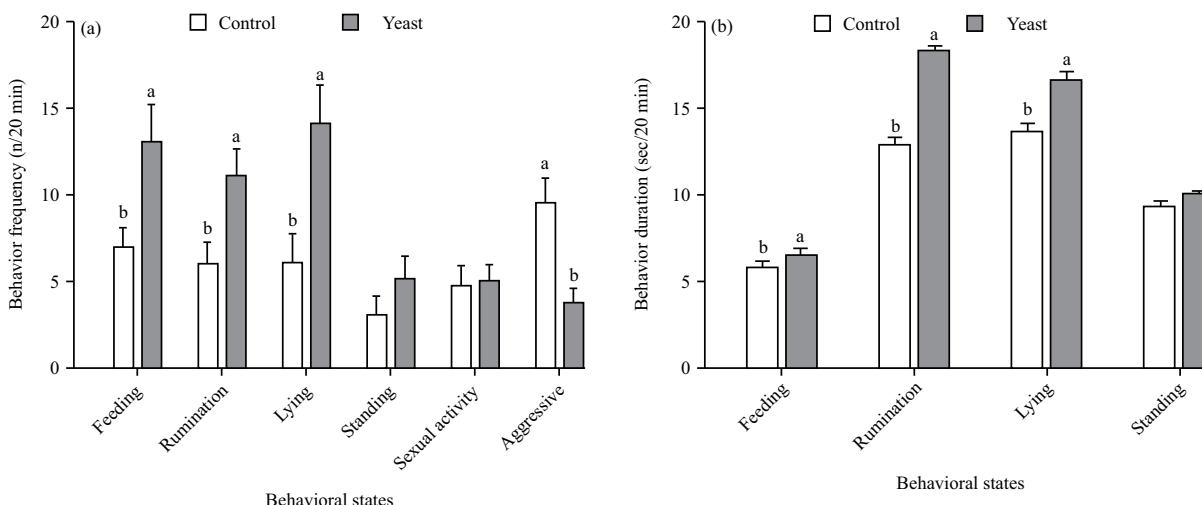 (a)
Control
Yeast
20
15
10
5
0
Behavior frequency (n/20 min)
b
a
b
a
b
a
a
b
Feeding
Rumination
Lying
Standing
Sexual activity
Aggressive
Behavioral states
(b)
Control
Yeast
20
15
10
5
0
Behavior duration (sec/20 min)
b
a
b
a
b
a
Feeding
Rumination
Lying
Standing
Behavioral states